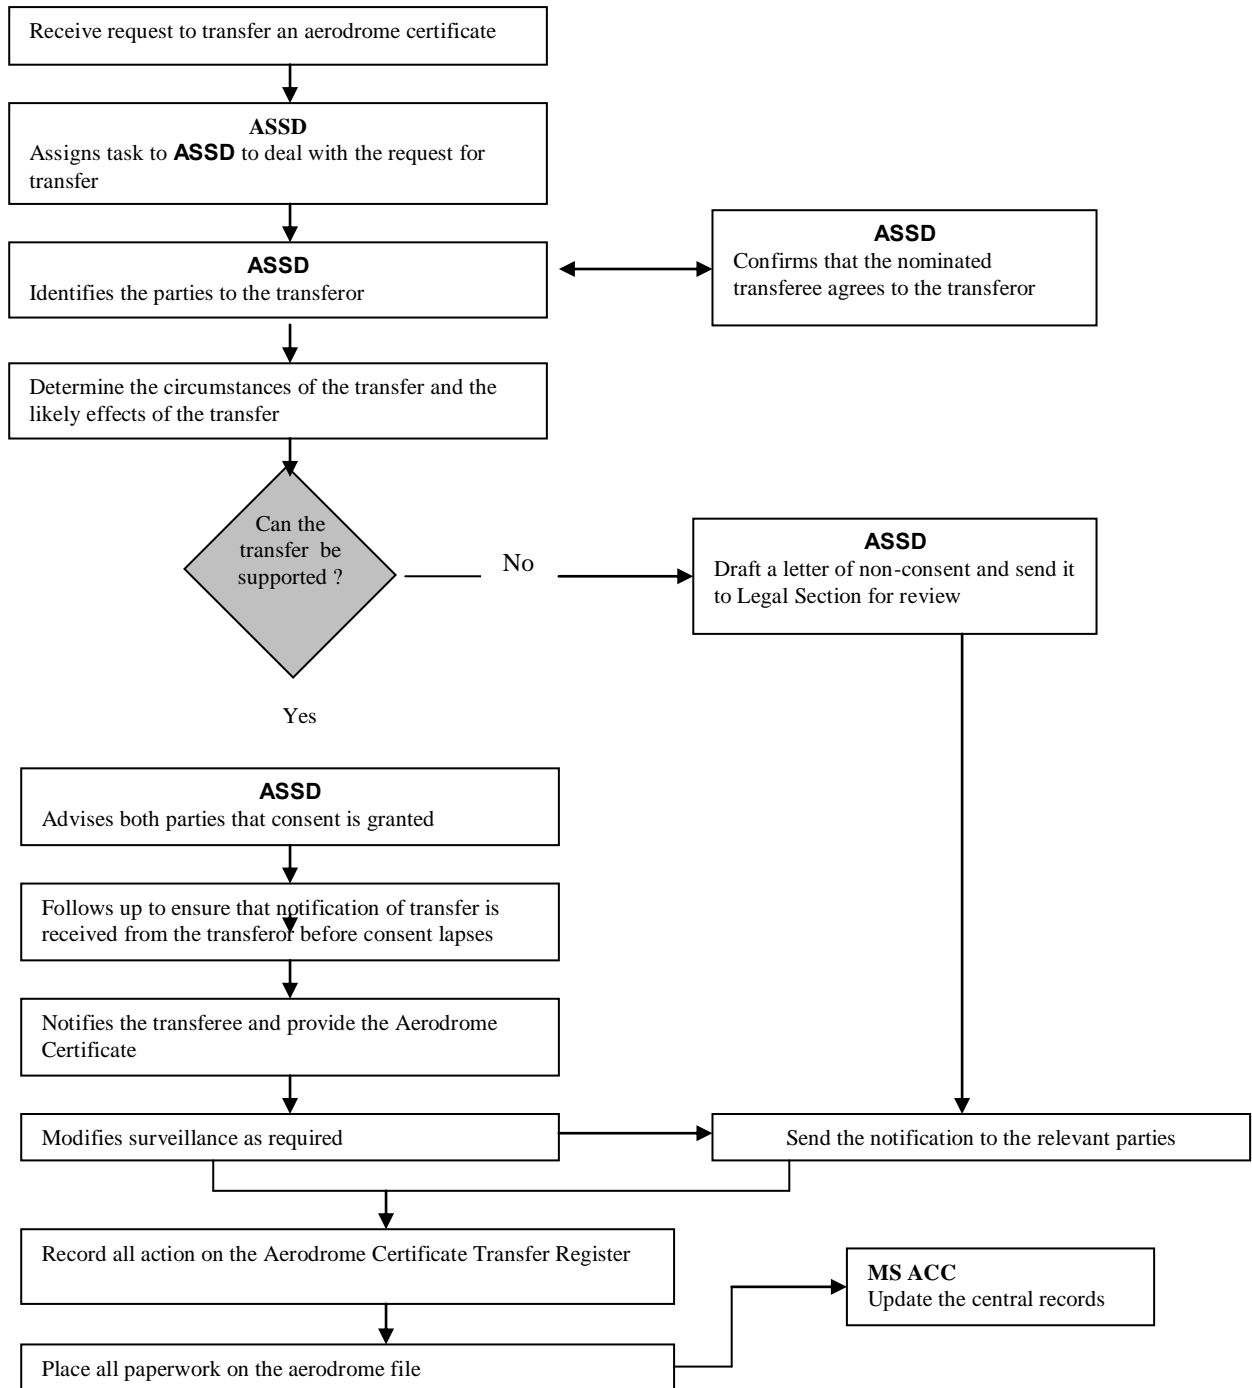 Receive request to transfer an aerodrome certificate
ASSD
Assigns task to ASSD to deal with the request for
transfer
ASSD
Identifies the parties to the transferor
ASSD
Confirms that the nominated
transferee agrees to the transferor
Determine the circumstances of the transfer and the
likely effects of the transfer
Can the
transfer be
supported ?
No
ASSD
Draft a letter of non-consent and send it
to Legal Section for review
Yes
ASSD
Advises both parties that consent is granted
Follows up to ensure that notification of transfer is
received from the transferor before consent lapses
Notifies the transferee and provide the Aerodrome
Certificate
Modifies surveillance as required
Send the notification to the relevant parties
Record all action on the Aerodrome Certificate Transfer Register
MS ACC
Update the central records
Place all paperwork on the aerodrome file